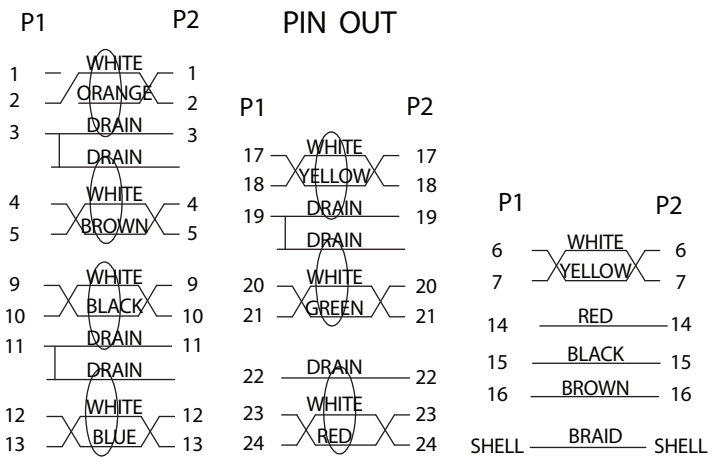 PIN OUT
P1 P2
WHITE
1 1
ORANGE
2 2
DRAIN
3 3
DRAIN
WHITE
4 4
BROWN
5 5
WHITE
9 9
BLACK
10 10
DRAIN
11 11
DRAIN
WHITE
12 12
BLUE
13 13
P1 P2
WHITE
17 17
YELLOW
18 18
DRAIN
19 19
DRAIN
WHITE
20 20
GREEN
21 21
DRAIN
22 22
WHITE
23 23
RED
24 24
P1 P2
WHITE
6 6
YELLOW
7 7
RED
14 14
BLACK
15 15
BROWN
16 16
BRAID
SHELL SHELL